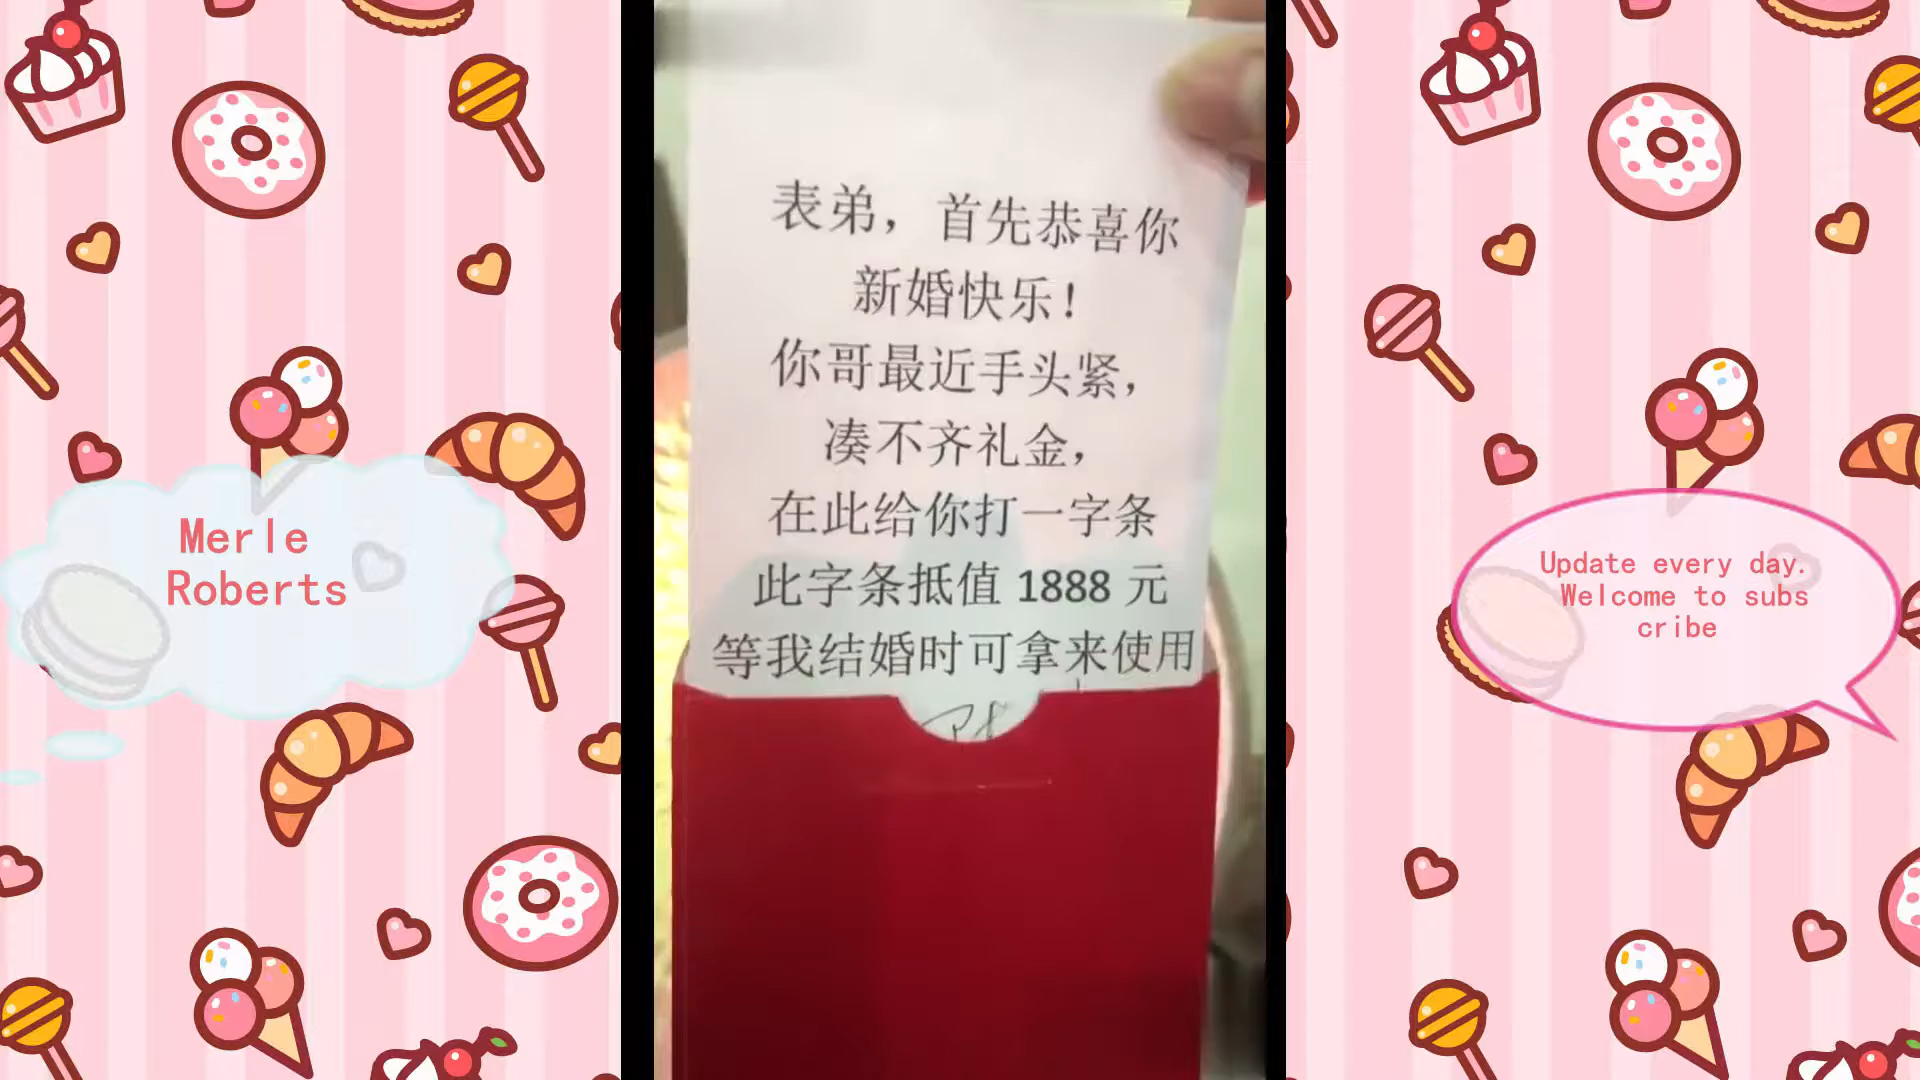 Merle
Roberts
表弟，首先恭喜你
新婚快乐！
你哥最近手头紧，
凑不齐礼金，
在此给你打一字条
此字条抵值 1888 元
等我结婚时可拿来使用
Update every day.
Welcome to subs
cribe